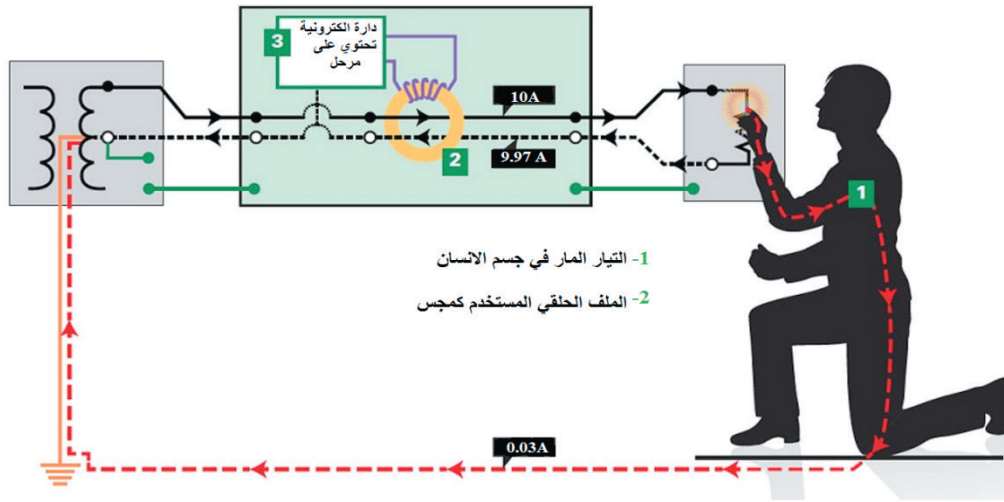 دارة الكترونية
تحتوي على
مرحل
3
10A
9.97 A
2
1
1- التيار المار في جسم الانسان
2- الملف الحلقي المستخدم كمجس
0.03A